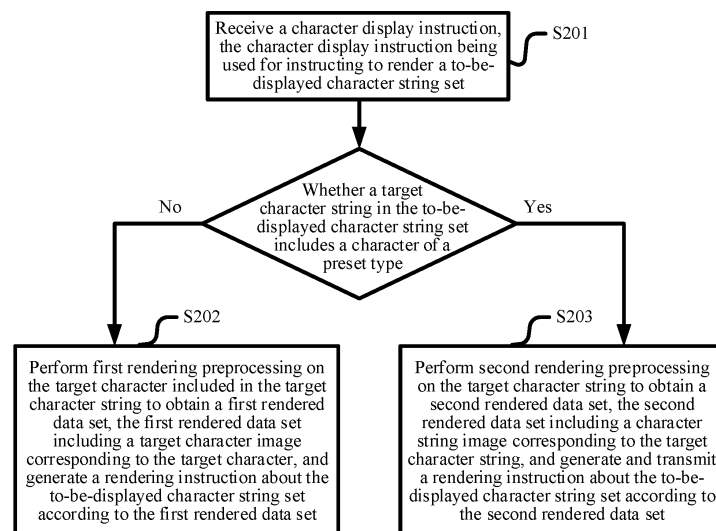 Receive a character display instruction,
the character display instruction being
used for instructing to render a to-be-
displayed character string set
S201
Whether a target
character string in the to-be-
displayed character string set
includes a character of a
preset type
No
Yes
S202
S203
Perform first rendering preprocessing on
the target character included in the target
character string to obtain a first rendered
data set, the first rendered data set
including a target character image
corresponding to the target character, and
generate a rendering instruction about the
to-be-displayed character string set
according to the first rendered data set
Perform second rendering preprocessing
on the target character string to obtain
a second rendered data set, the second
rendered data set including a character
string image corresponding to the target
character string, and generate and transmit
a rendering instruction about the to-be-
displayed character string set according to
the second rendered data set